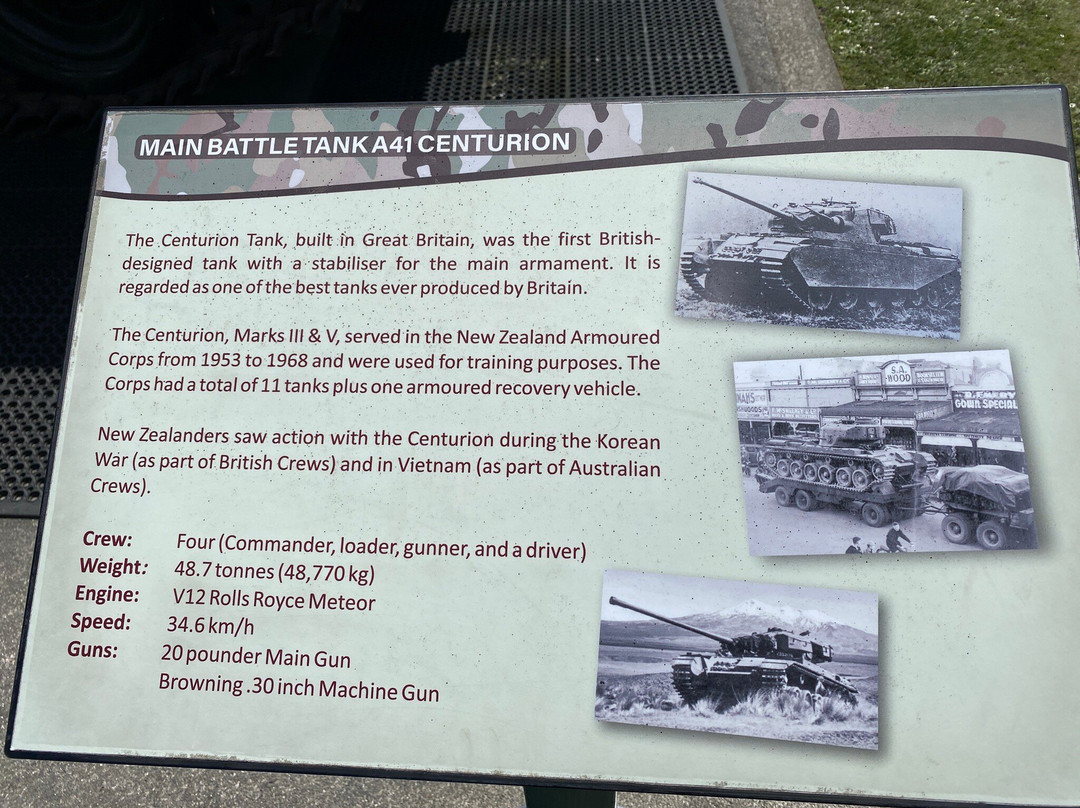 MAIN BATTLE TANK A41 CENTURION
The Centurion Tank, built in Great Britain, was the first British-
designed tank with a stabiliser for the main armament. It is
regarded as one of the best tanks ever produced by Britain.
The Centurion, Marks III & V, served in the New Zealand Armoured
Corps from 1953 to 1968 and were used for training purposes. The
Corps had a total of 11 tanks plus one armoured recovery vehicle.
New Zealanders saw action with the Centurion during the Korean
War (as part of British Crews) and in Vietnam (as part of Australian
Crews).
Crew: Four (Commander, loader, gunner, and a driver)
Weight: 48.7 tonnes (48,770 kg)
Engine: V12 Rolls Royce Meteor
Speed: 34.6 km/h
Guns: 20 pounder Main Gun
Browning .30 inch Machine Gun
S.A.
WOOD
GOWN SPECIAL